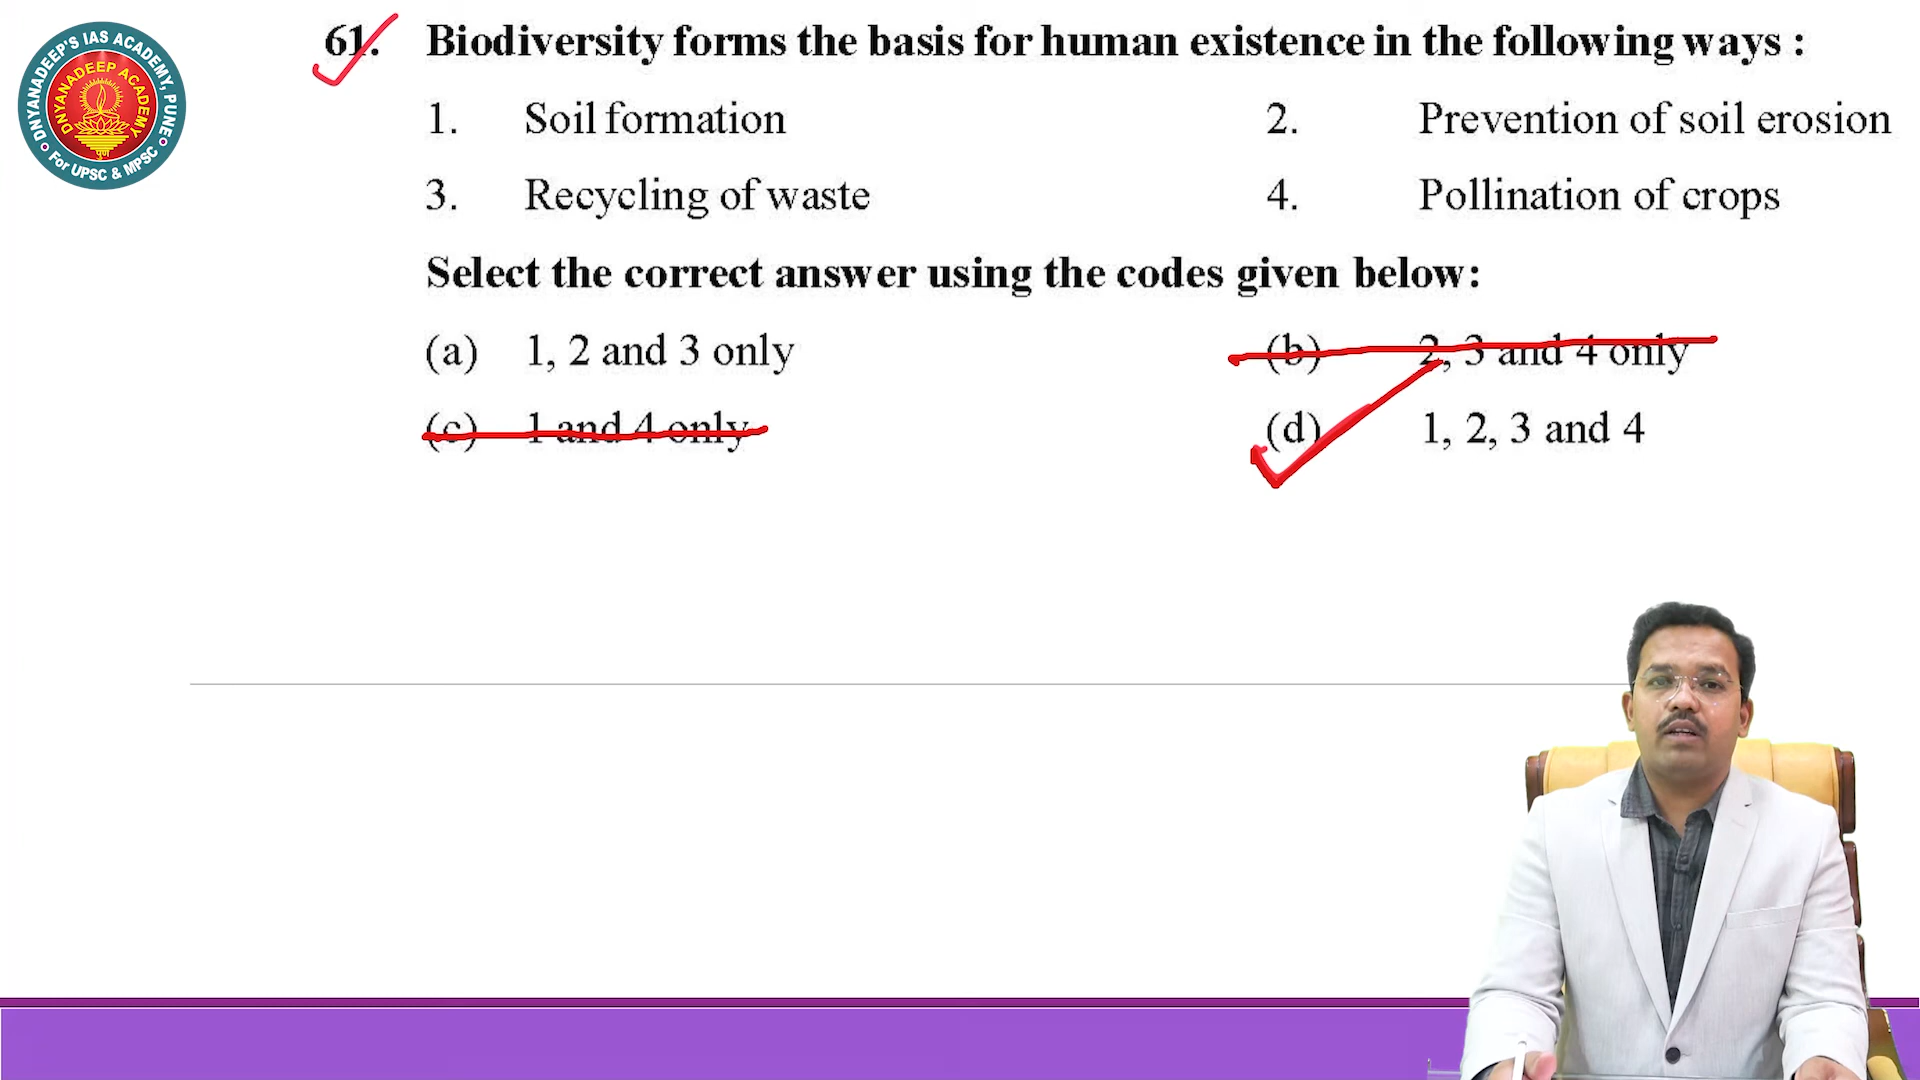 DNYANADEEP'S IAS ACADEMY, PUNE
DNYANADEEP ACADEMY
For UPSC & MPSC
61. Biodiversity forms the basis for human existence in the following ways :
1. Soil formation 2. Prevention of soil erosion
3. Recycling of waste 4. Pollination of crops
Select the correct answer using the codes given below:
(a) 1, 2 and 3 only (b) 2, 3 and 4 only
(c) 1 and 4 only (d) 1, 2, 3 and 4